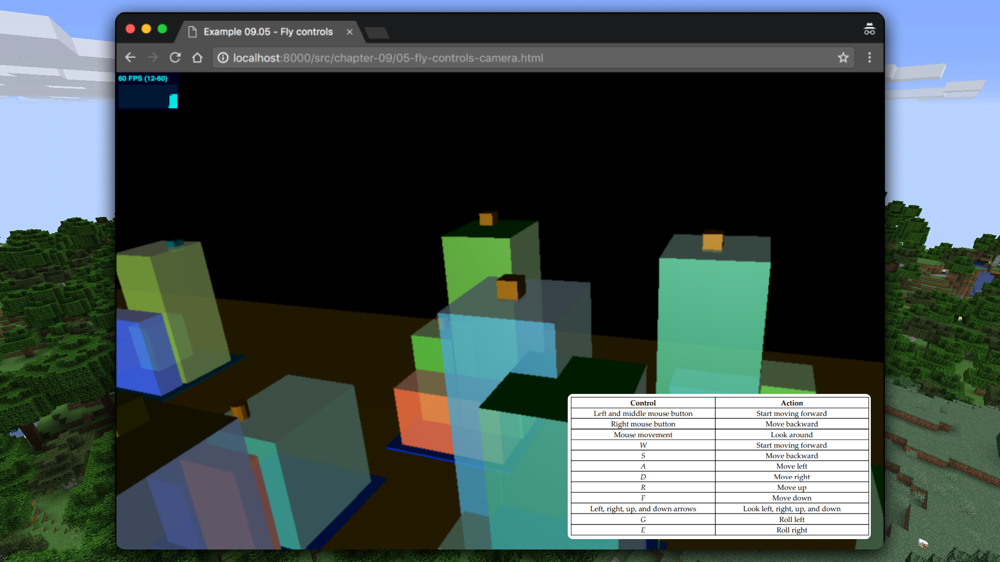 Example 09.05 - Fly controls
localhost:8000/src/chapter-09/05-fly-controls-camera.html
60 FPS (12-60)
Control Action
Left and middle mouse button Start moving forward
Right mouse button Move backward
Mouse movement Look around
W Start moving forward
S Move backward
A Move left
D Move right
R Move up
F Move down
Left, right, up, and down arrows Look left, right, up, and down
G Roll left
E Roll right